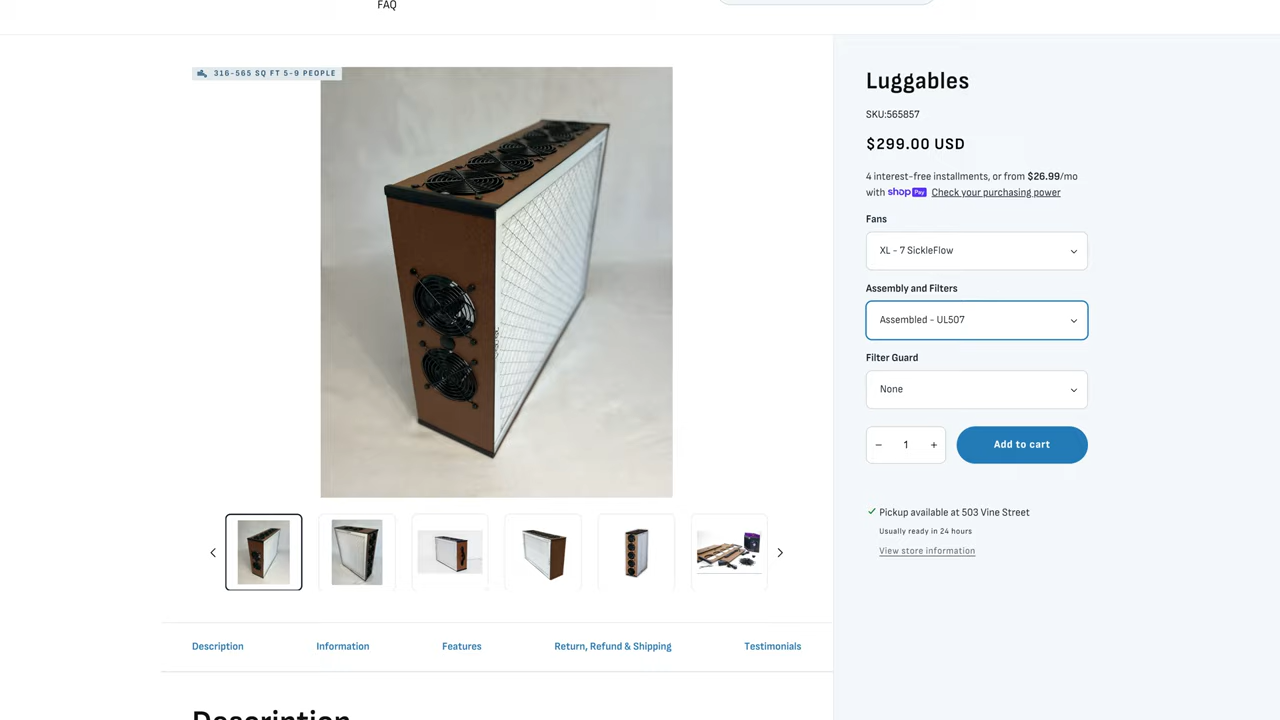 FAQ
316-565 SQ FT 5-9 PEOPLE
Luggables
SKU:565857
$299.00 USD
4 interest-free installments, or from $26.99/mo
with shop Pay Check your purchasing power
Fans
XL - 7 SickleFlow
Assembly and Filters
Assembled - UL507
Filter Guard
None
− 1 + Add to cart
Pickup available at 503 Vine Street
Usually ready in 24 hours
View store information
Description Information Features Return, Refund & Shipping Testimonials
Description